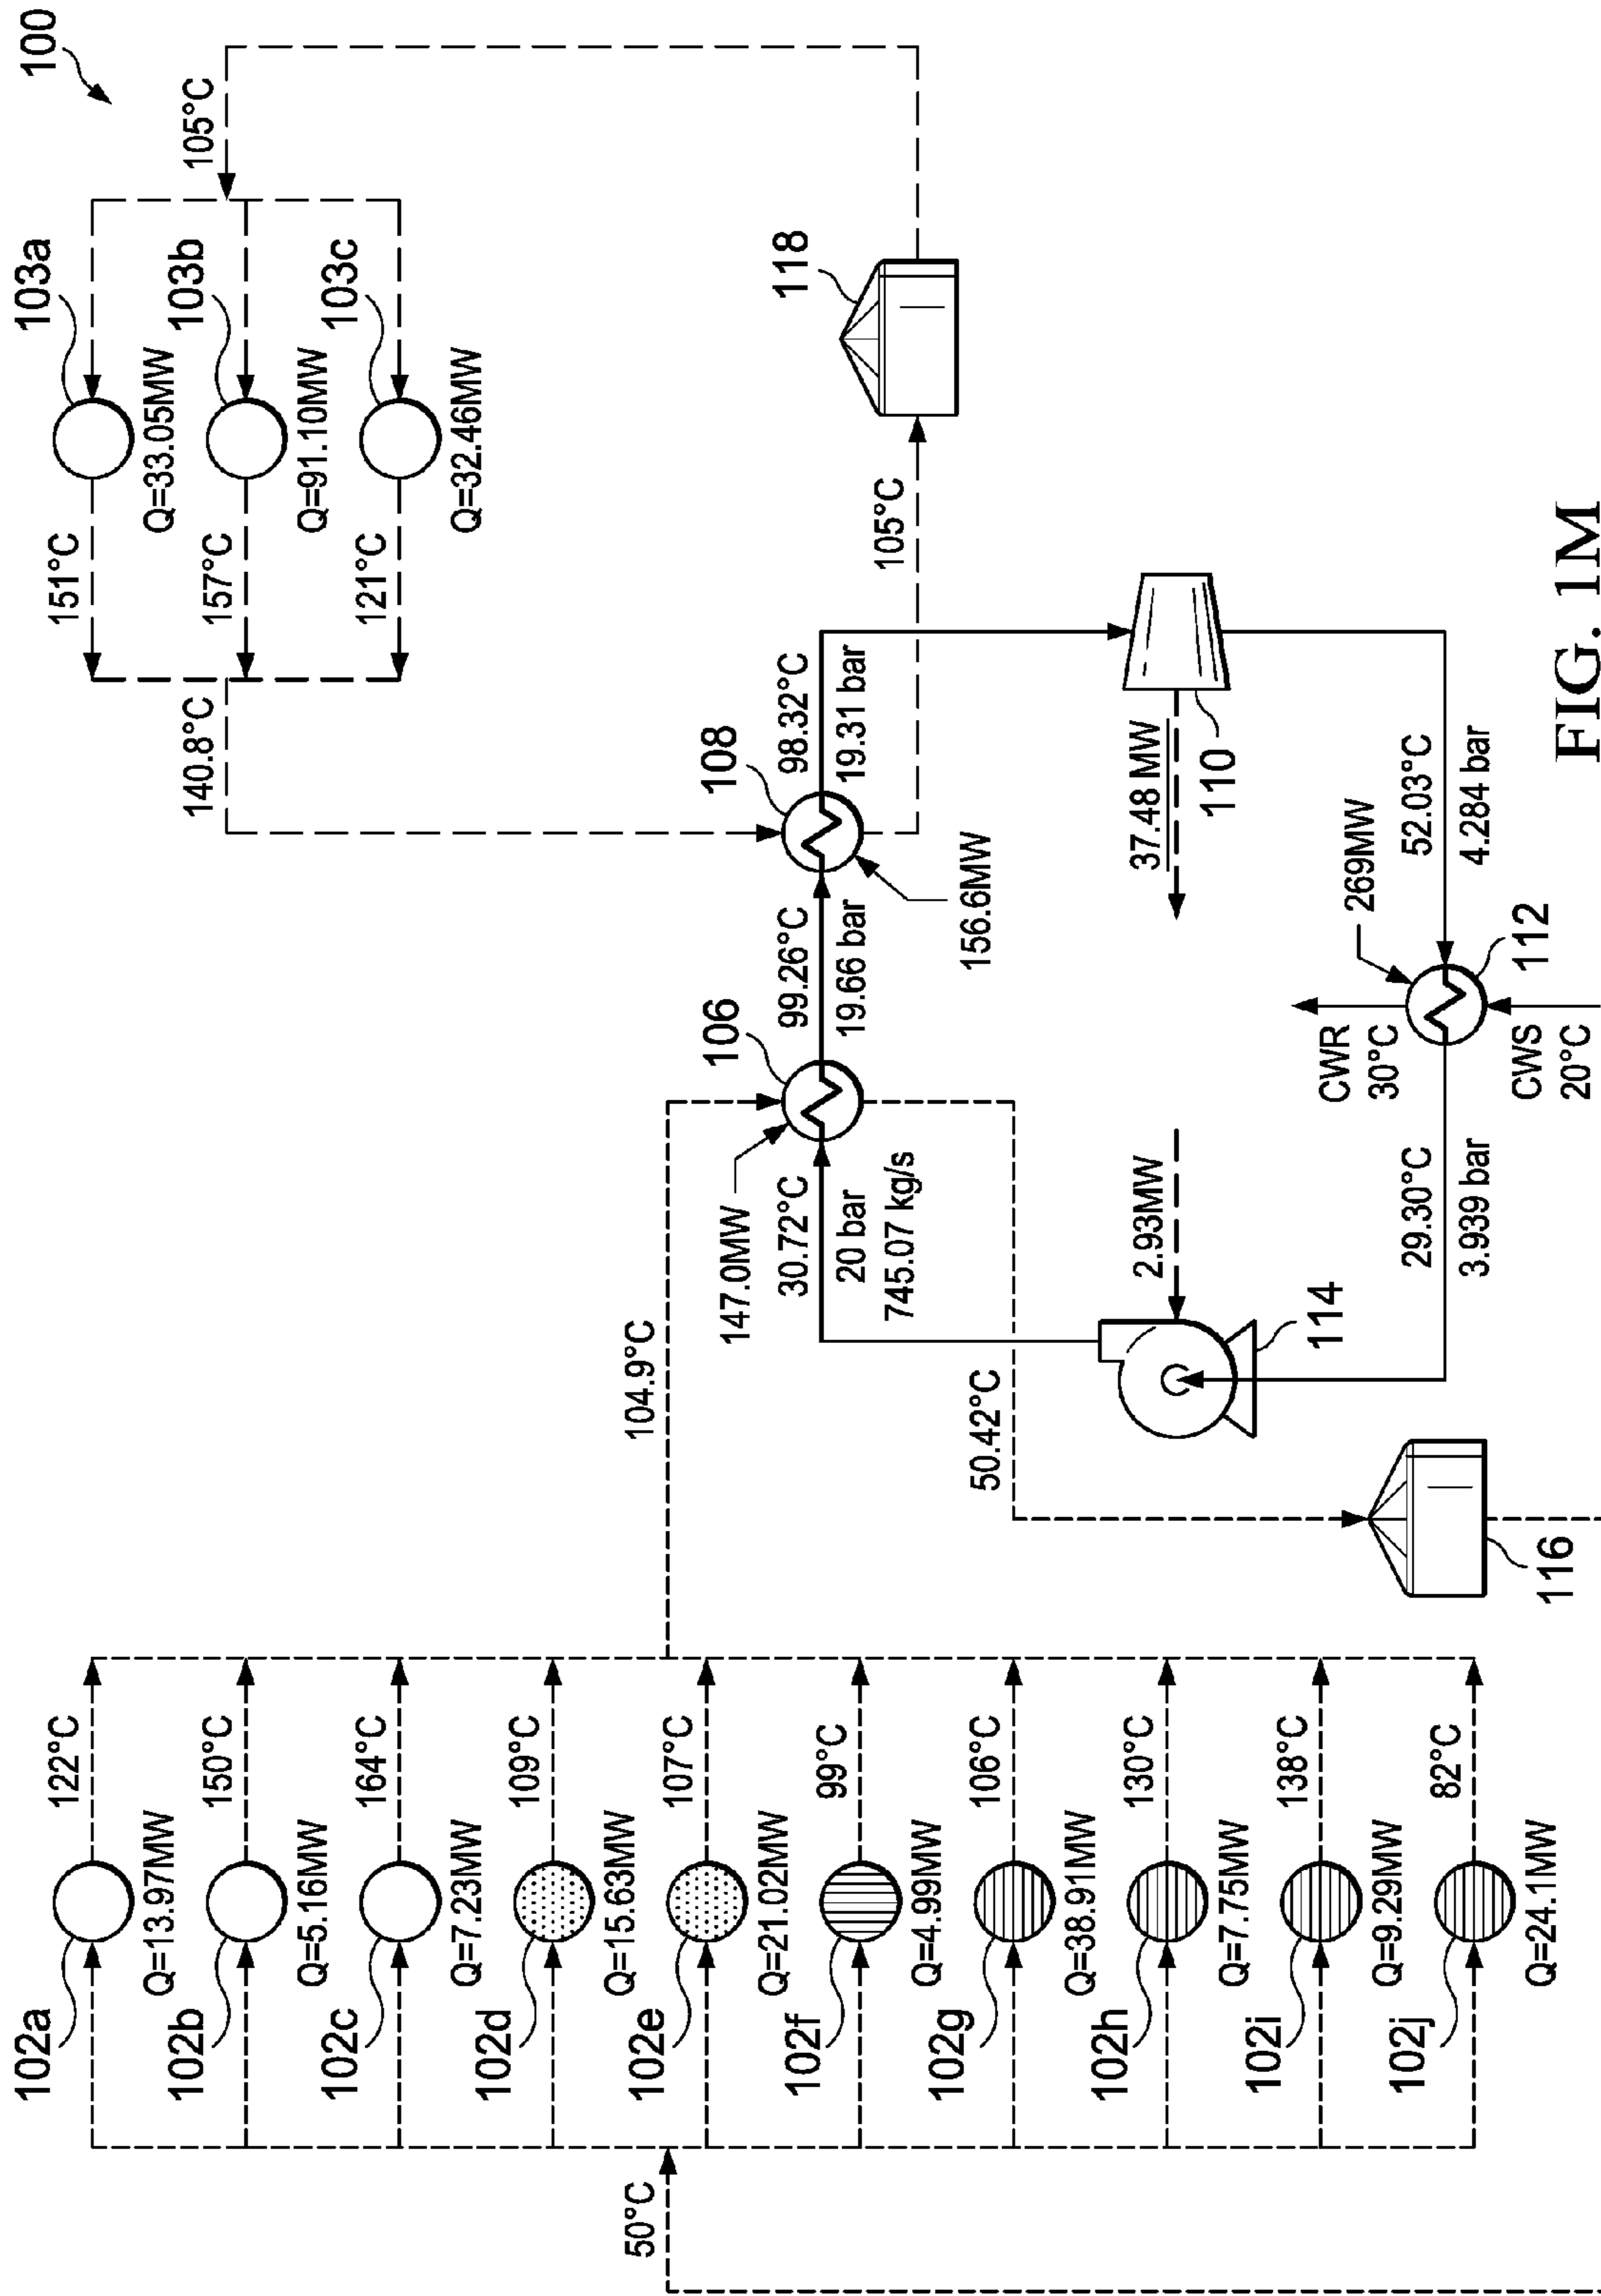 100
102a
Q=13.97MW
122°C
102b
Q=5.16MW
150°C
102c
Q=7.23MW
164°C
102d
Q=15.63MW
109°C
102e
Q=21.02MW
107°C
102f
Q=4.99MW
99°C
102g
Q=38.91MW
106°C
102h
Q=7.75MW
130°C
102i
Q=9.29MW
138°C
102j
Q=24.1MW
82°C
50°C
104.9°C
50.42°C
116
147.0MW
30.72°C
20 bar
745.07 kg/s
106
99.26°C
19.66 bar
108
98.32°C
19.31 bar
156.6MW
140.8°C
151°C
103a
Q=33.05MW
157°C
103b
Q=91.10MW
121°C
103c
Q=32.46MW
105°C
105°C
118
37.48 MW
110
52.03°C
4.284 bar
269MW
112
CWR
30°C
CWS
20°C
29.30°C
3.939 bar
2.93MW
114
FIG. 1M